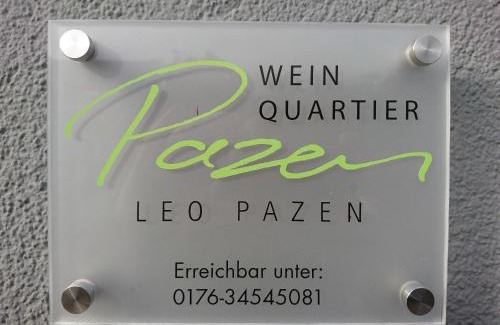 WEIN
QUARTIER
Pazen
LEO PAZEN
Erreichbar unter:
0176-34545081